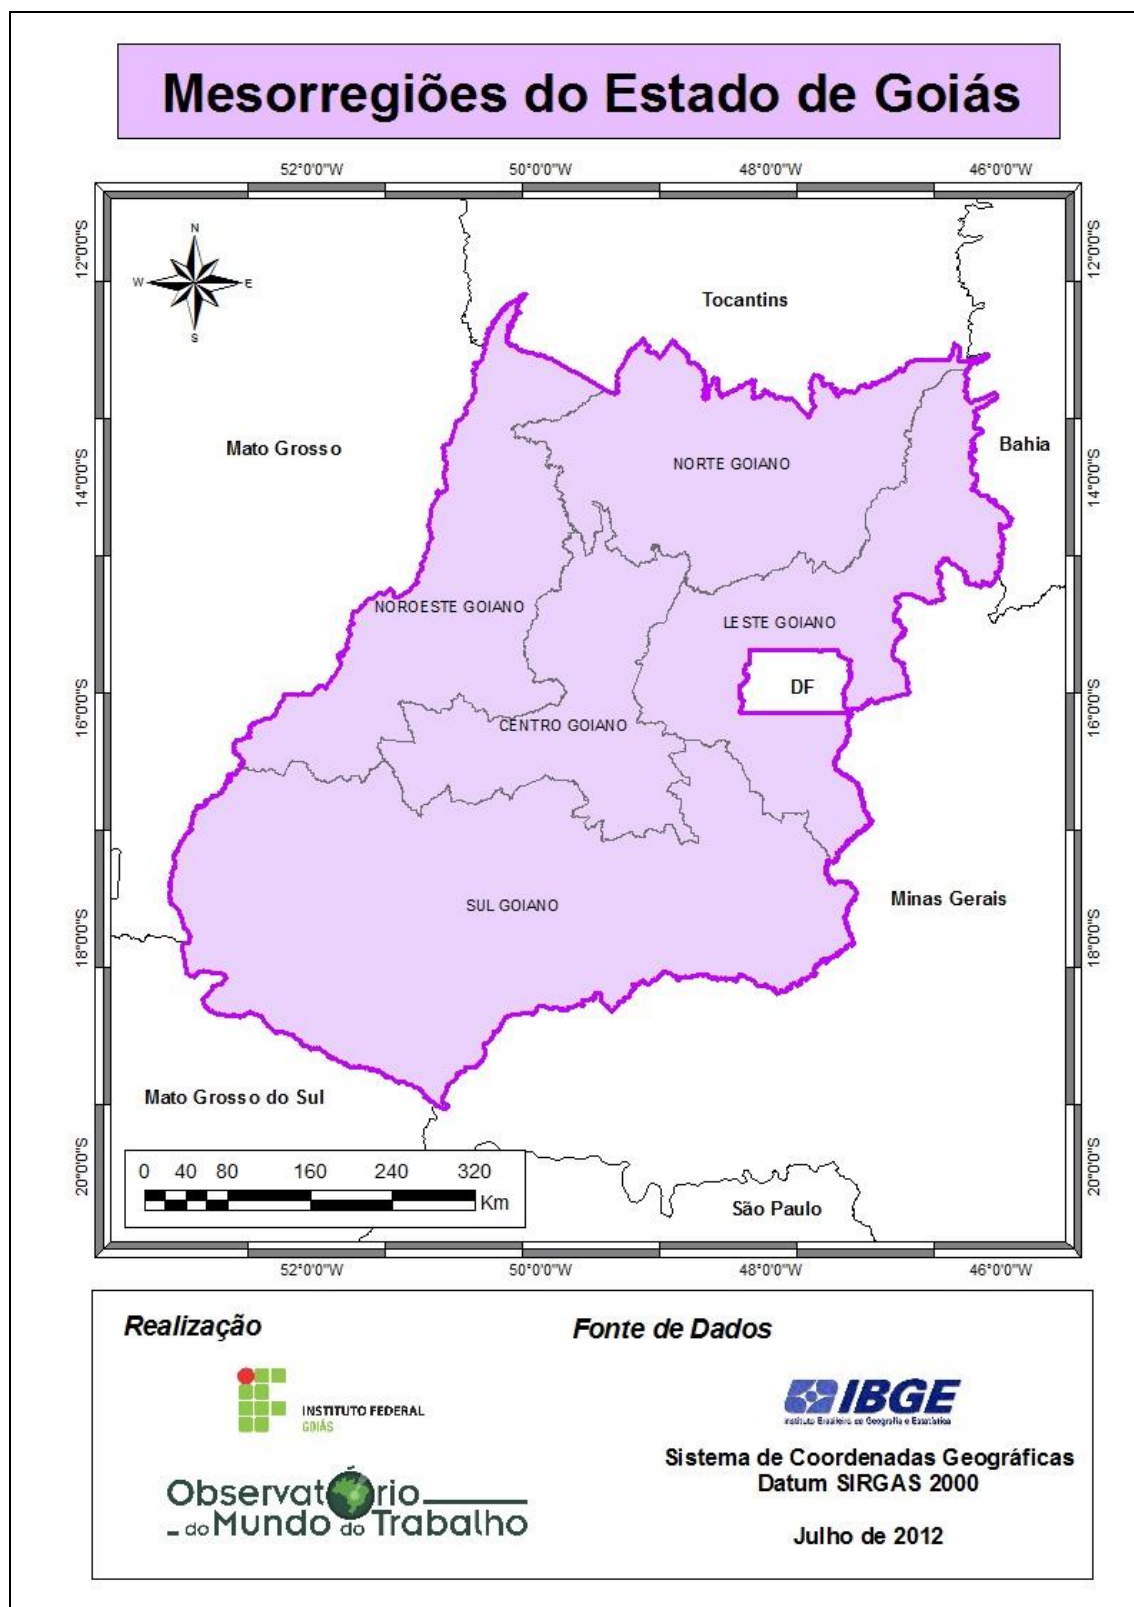 Mesorregiões do Estado de Goiás
52°0'0"W 50°0'0"W 48°0'0"W 46°0'0"W
12°0'0"S 12°0'0"S
N
W E
S
Tocantins
Mato Grosso
Bahia
14°0'0"S 14°0'0"S
NORTE GOIANO
NOROESTE GOIANO
LESTE GOIANO
DF
16°0'0"S 16°0'0"S
CENTRO GOIANO
SUL GOIANO
Minas Gerais
18°0'0"S 18°0'0"S
Mato Grosso do Sul
20°0'0"S 20°0'0"S
0 40 80 160 240 320
Km
São Paulo
52°0'0"W 50°0'0"W 48°0'0"W 46°0'0"W
Realização
INSTITUTO FEDERAL
GOIÁS
Observatório
do Mundo do Trabalho
Fonte de Dados
IBGE
Instituto Brasileiro de Geografia e Estatística
Sistema de Coordenadas Geográficas
Datum SIRGAS 2000
Julho de 2012